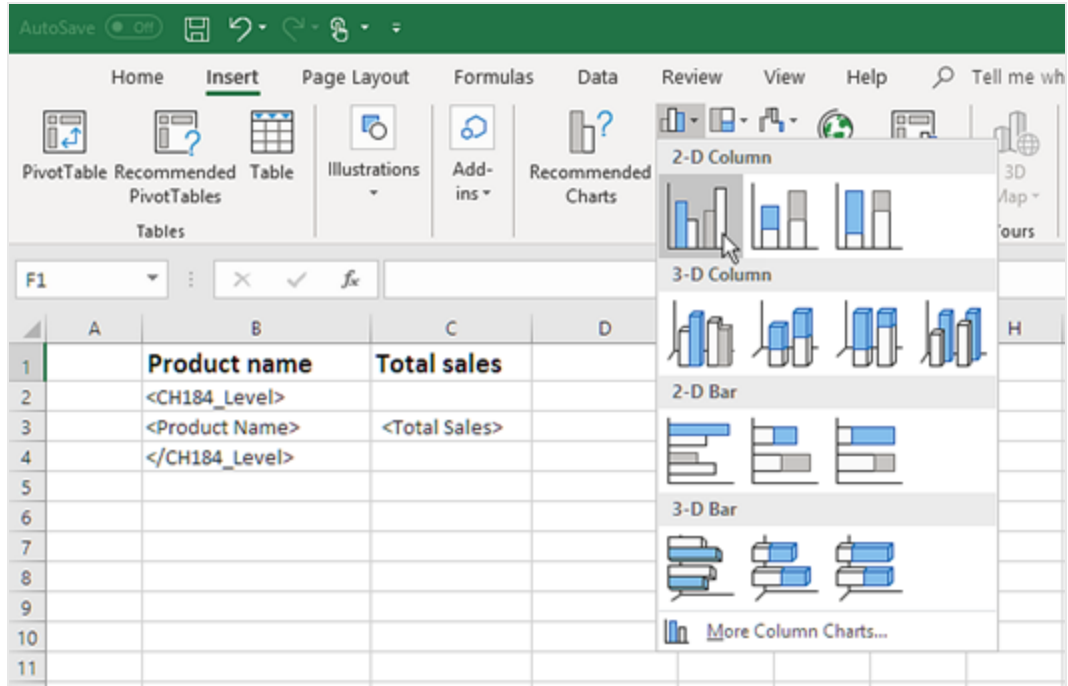 AutoSave Off
Home Insert Page Layout Formulas Data Review View Help Tell me wh
PivotTable Recommended PivotTables Table Illustrations Add-ins Recommended Charts 3D Map
Tables ours
2-D Column
3-D Column
2-D Bar
3-D Bar
More Column Charts...
F1 fx
A B C D H
1 Product name Total sales
2 <CH184_Level>
3 <Product Name> <Total Sales>
4 </CH184_Level>
5
6
7
8
9
10
11